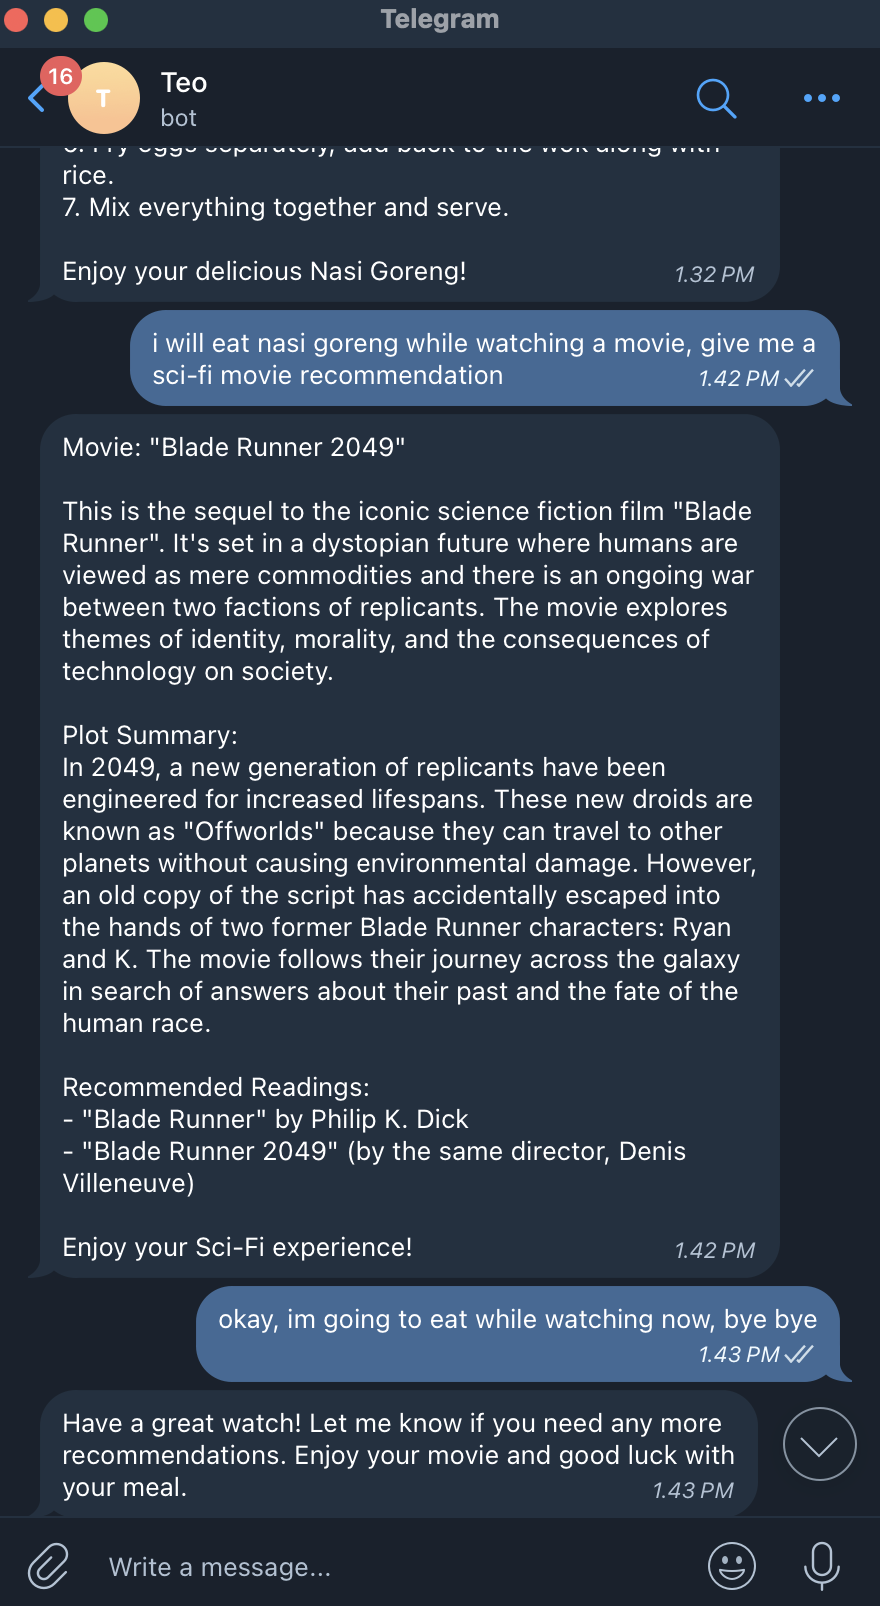 Telegram
16
T
Teo
bot
6. Fry eggs separately, add back to the wok along with
rice.
7. Mix everything together and serve.
Enjoy your delicious Nasi Goreng!
1.32 PM
i will eat nasi goreng while watching a movie, give me a
sci-fi movie recommendation
1.42 PM
Movie: "Blade Runner 2049"
This is the sequel to the iconic science fiction film "Blade
Runner". It's set in a dystopian future where humans are
viewed as mere commodities and there is an ongoing war
between two factions of replicants. The movie explores
themes of identity, morality, and the consequences of
technology on society.
Plot Summary:
In 2049, a new generation of replicants have been
engineered for increased lifespans. These new droids are
known as "Offworlds" because they can travel to other
planets without causing environmental damage. However,
an old copy of the script has accidentally escaped into
the hands of two former Blade Runner characters: Ryan
and K. The movie follows their journey across the galaxy
in search of answers about their past and the fate of the
human race.
Recommended Readings:
- "Blade Runner" by Philip K. Dick
- "Blade Runner 2049" (by the same director, Denis
Villeneuve)
Enjoy your Sci-Fi experience!
1.42 PM
okay, im going to eat while watching now, bye bye
1.43 PM
Have a great watch! Let me know if you need any more
recommendations. Enjoy your movie and good luck with
your meal.
1.43 PM
Write a message...